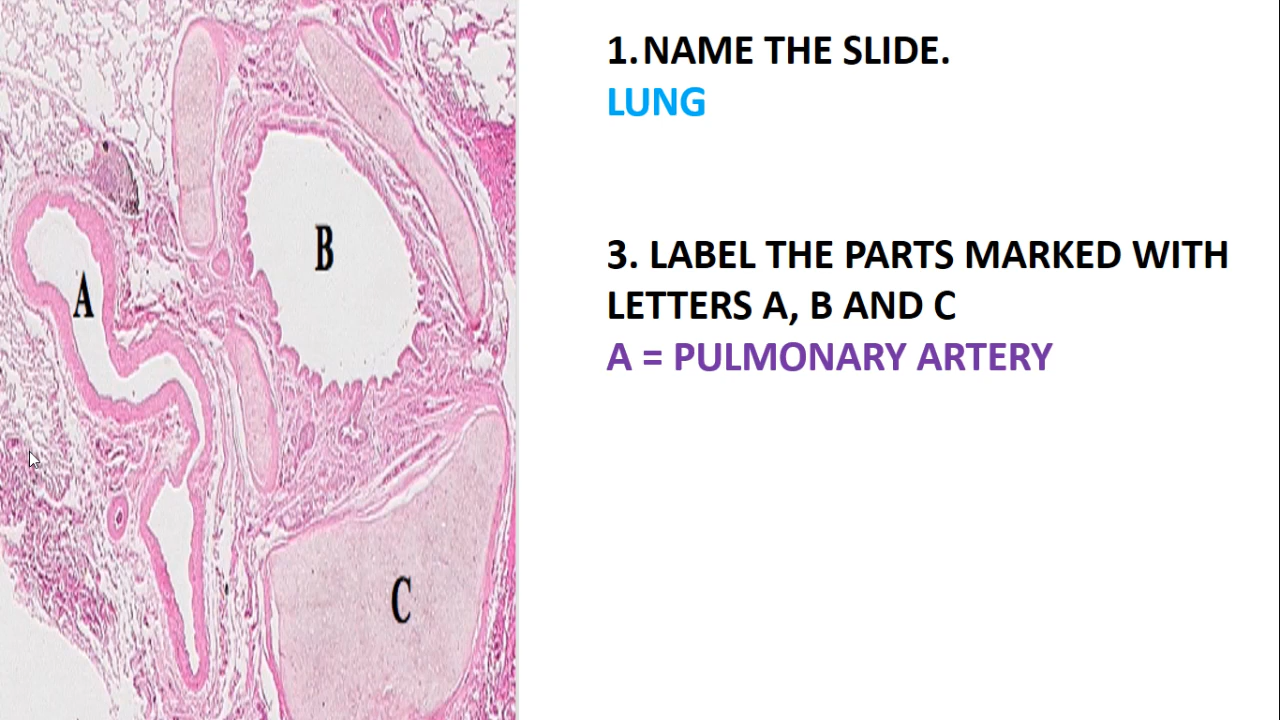 1.NAME THE SLIDE.
LUNG
3. LABEL THE PARTS MARKED WITH
LETTERS A, B AND C
A = PULMONARY ARTERY
B
A
C